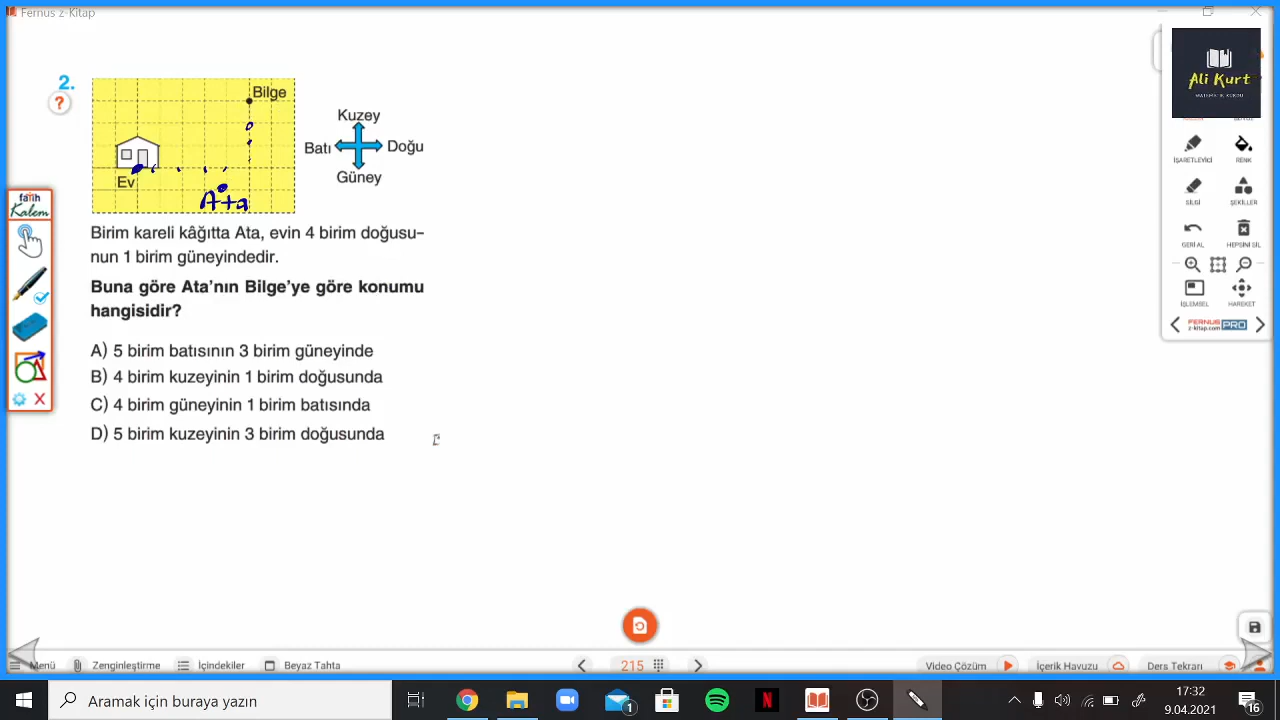 Fernus z-Kitap
2.
?
Bilge
Ev
Ata
Kuzey
Batı
Doğu
Güney
Birim kareli kâğıtta Ata, evin 4 birim doğusu-
nun 1 birim güneyindedir.
Buna göre Ata'nın Bilge'ye göre konumu
hangisidir?
A) 5 birim batısının 3 birim güneyinde
B) 4 birim kuzeyinin 1 birim doğusunda
C) 4 birim güneyinin 1 birim batısında
D) 5 birim kuzeyinin 3 birim doğusunda
fatih
Kalem
Ali Kurt
İŞARETLEYİCİ
RENK
SİLGİ
ŞEKİLLER
GERİ AL
HEPSİNİ SİL
İŞLEMSEL
HAREKET
FERNUS PRO
z-kitap.com
Menü
Zenginleştirme
İçindekiler
Beyaz Tahta
215
Video Çözüm
İçerik Havuzu
Ders Tekrarı
Aramak için buraya yazın
1
17:32
9.04.2021
16